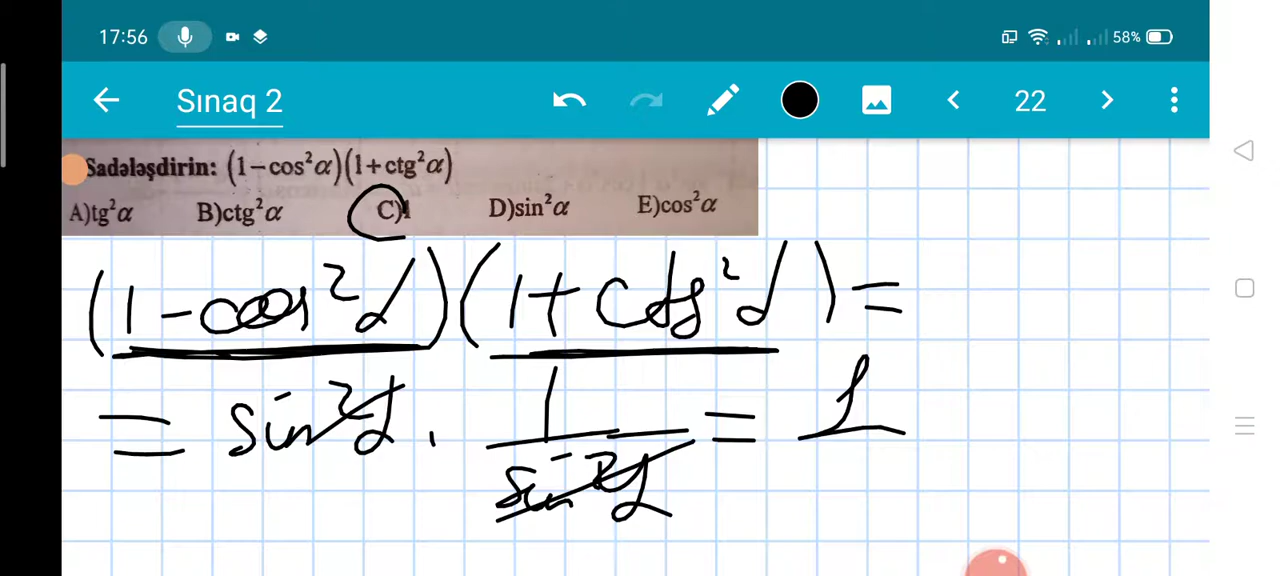 17:56 58%
Sınaq 2 22
Sadələşdirin: (1−cos²α)(1+ctg²α)
A)tg²α B)ctg²α C)1 D)sin²α E)cos²α
(1-cos²α)(1+ctg²α)=
= sin²α · 1/sin²α = 1